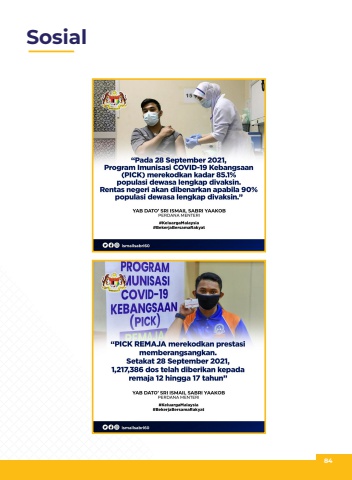 Sosial
"Pada 28 September 2021,
Program Imunisasi COVID-19 Kebangsaan
(PICK) merekodkan kadar 85.1%
populasi dewasa lengkap divaksin.
Rentas negeri akan dibenarkan apabila 90%
populasi dewasa lengkap divaksin."
YAB DATO' SRI ISMAIL SABRI YAAKOB
PERDANA MENTERI
#KeluargaMalaysia
#BekerjaBersamaRakyat
ismailsabri60
PROGRAM
IMUNISASI
COVID-19
KEBANGSAAN
(PICK)
REMAJA
"PICK REMAJA merekodkan prestasi
memberangsangkan.
Setakat 28 September 2021,
1,217,386 dos telah diberikan kepada
remaja 12 hingga 17 tahun"
YAB DATO' SRI ISMAIL SABRI YAAKOB
PERDANA MENTERI
#KeluargaMalaysia
#BekerjaBersamaRakyat
ismailsabri60
84